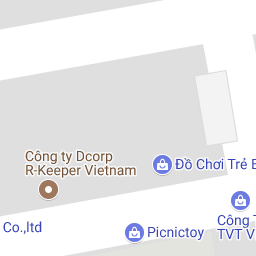 Công ty Dcorp
R-Keeper Vietnam
Đồ Chơi Trẻ
Co.,ltd
Picnictoy
Công
TVT V